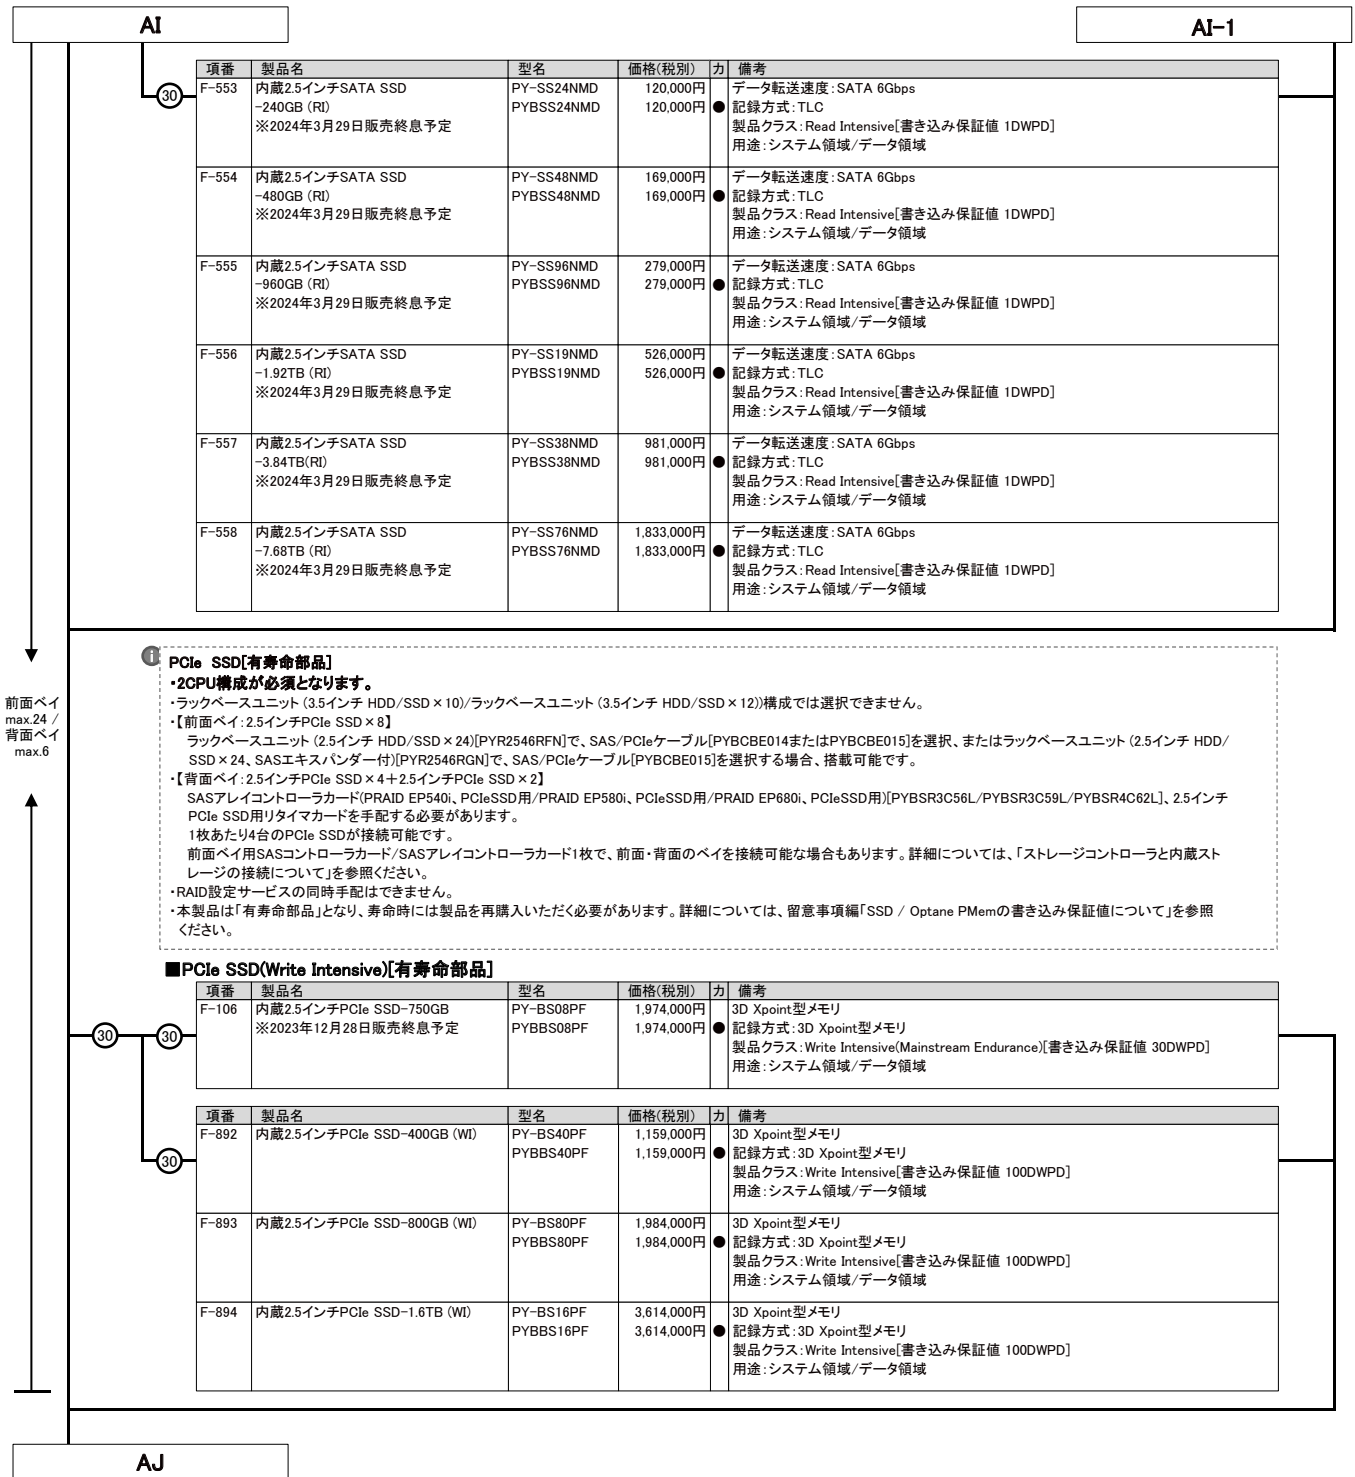 AI
AI-1
項番 製品名 型名 価格(税別) カ 備考
30
F-553 内蔵2.5インチSATA SSD PY-SS24NMD 120,000円 データ転送速度:SATA 6Gbps
-240GB (RI) PYBSS24NMD 120,000円 ● 記録方式:TLC
※2024年3月29日販売終息予定 製品クラス:Read Intensive[書き込み保証値 1DWPD]
用途:システム領域/データ領域
F-554 内蔵2.5インチSATA SSD PY-SS48NMD 169,000円 データ転送速度:SATA 6Gbps
-480GB (RI) PYBSS48NMD 169,000円 ● 記録方式:TLC
※2024年3月29日販売終息予定 製品クラス:Read Intensive[書き込み保証値 1DWPD]
用途:システム領域/データ領域
F-555 内蔵2.5インチSATA SSD PY-SS96NMD 279,000円 データ転送速度:SATA 6Gbps
-960GB (RI) PYBSS96NMD 279,000円 ● 記録方式:TLC
※2024年3月29日販売終息予定 製品クラス:Read Intensive[書き込み保証値 1DWPD]
用途:システム領域/データ領域
F-556 内蔵2.5インチSATA SSD PY-SS19NMD 526,000円 データ転送速度:SATA 6Gbps
-1.92TB (RI) PYBSS19NMD 526,000円 ● 記録方式:TLC
※2024年3月29日販売終息予定 製品クラス:Read Intensive[書き込み保証値 1DWPD]
用途:システム領域/データ領域
F-557 内蔵2.5インチSATA SSD PY-SS38NMD 981,000円 データ転送速度:SATA 6Gbps
-3.84TB(RI) PYBSS38NMD 981,000円 ● 記録方式:TLC
※2024年3月29日販売終息予定 製品クラス:Read Intensive[書き込み保証値 1DWPD]
用途:システム領域/データ領域
F-558 内蔵2.5インチSATA SSD PY-SS76NMD 1,833,000円 データ転送速度:SATA 6Gbps
-7.68TB (RI) PYBSS76NMD 1,833,000円 ● 記録方式:TLC
※2024年3月29日販売終息予定 製品クラス:Read Intensive[書き込み保証値 1DWPD]
用途:システム領域/データ領域
前面ベイ
max.24 /
背面ベイ
max.6
i
PCIe SSD[有寿命部品]
・2CPU構成が必須となります。
・ラックベースユニット (3.5インチ HDD/SSD×10)/ラックベースユニット (3.5インチ HDD/SSD×12))構成では選択できません。
・【前面ベイ:2.5インチPCIe SSD×8】
ラックベースユニット (2.5インチ HDD/SSD×24)[PYR2546RFN]で、SAS/PCIeケーブル[PYBCBE014またはPYBCBE015]を選択、またはラックベースユニット (2.5インチ HDD/
SSD×24、SASエキスパンダー付)[PYR2546RGN]で、SAS/PCIeケーブル[PYBCBE015]を選択する場合、搭載可能です。
・【背面ベイ:2.5インチPCIe SSD×4+2.5インチPCIe SSD×2】
SASアレイコントローラカード(PRAID EP540i、PCIeSSD用/PRAID EP580i、PCIeSSD用/PRAID EP680i、PCIeSSD用)[PYBSR3C56L/PYBSR3C59L/PYBSR4C62L]、2.5インチ
PCIe SSD用リタイマカードを手配する必要があります。
1枚あたり4台のPCIe SSDが接続可能です。
前面ベイ用SASコントローラカード/SASアレイコントローラカード1枚で、前面・背面のベイを接続可能な場合もあります。詳細については、「ストレージコントローラと内蔵スト
レージの接続について」を参照ください。
・RAID設定サービスの同時手配はできません。
・本製品は「有寿命部品」となり、寿命時には製品を再購入いただく必要があります。詳細については、留意事項編「SSD / Optane PMemの書き込み保証値について」を参照
ください。
■PCIe SSD(Write Intensive)[有寿命部品]
項番 製品名 型名 価格(税別) カ 備考
30 30
F-106 内蔵2.5インチPCIe SSD-750GB PY-BS08PF 1,974,000円 3D Xpoint型メモリ
※2023年12月28日販売終息予定 PYBBS08PF 1,974,000円 ● 記録方式:3D Xpoint型メモリ
製品クラス:Write Intensive(Mainstream Endurance)[書き込み保証値 30DWPD]
用途:システム領域/データ領域
項番 製品名 型名 価格(税別) カ 備考
30
F-892 内蔵2.5インチPCIe SSD-400GB (WI) PY-BS40PF 1,159,000円 3D Xpoint型メモリ
PYBBS40PF 1,159,000円 ● 記録方式:3D Xpoint型メモリ
製品クラス:Write Intensive[書き込み保証値 100DWPD]
用途:システム領域/データ領域
F-893 内蔵2.5インチPCIe SSD-800GB (WI) PY-BS80PF 1,984,000円 3D Xpoint型メモリ
PYBBS80PF 1,984,000円 ● 記録方式:3D Xpoint型メモリ
製品クラス:Write Intensive[書き込み保証値 100DWPD]
用途:システム領域/データ領域
F-894 内蔵2.5インチPCIe SSD-1.6TB (WI) PY-BS16PF 3,614,000円 3D Xpoint型メモリ
PYBBS16PF 3,614,000円 ● 記録方式:3D Xpoint型メモリ
製品クラス:Write Intensive[書き込み保証値 100DWPD]
用途:システム領域/データ領域
AJ